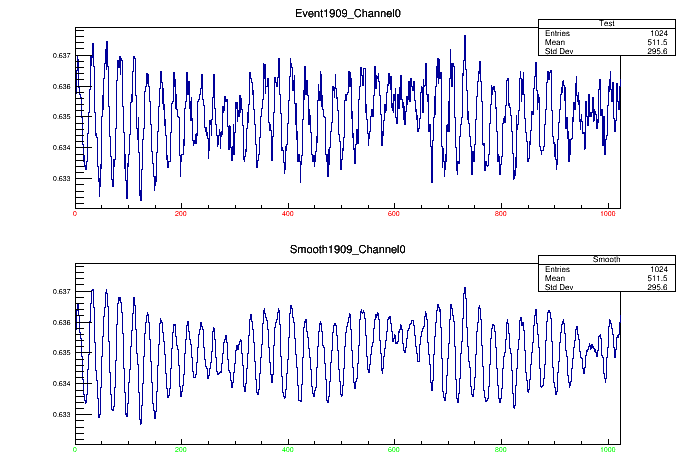 Event1909_Channel0
Test
Entries 1024
Mean 511.5
Std Dev 295.6
0.637
0.636
0.635
0.634
0.633
0 200 400 600 800 1000
Smooth1909_Channel0
Smooth
Entries 1024
Mean 511.5
Std Dev 295.6
0.637
0.636
0.635
0.634
0.633
0 200 400 600 800 1000